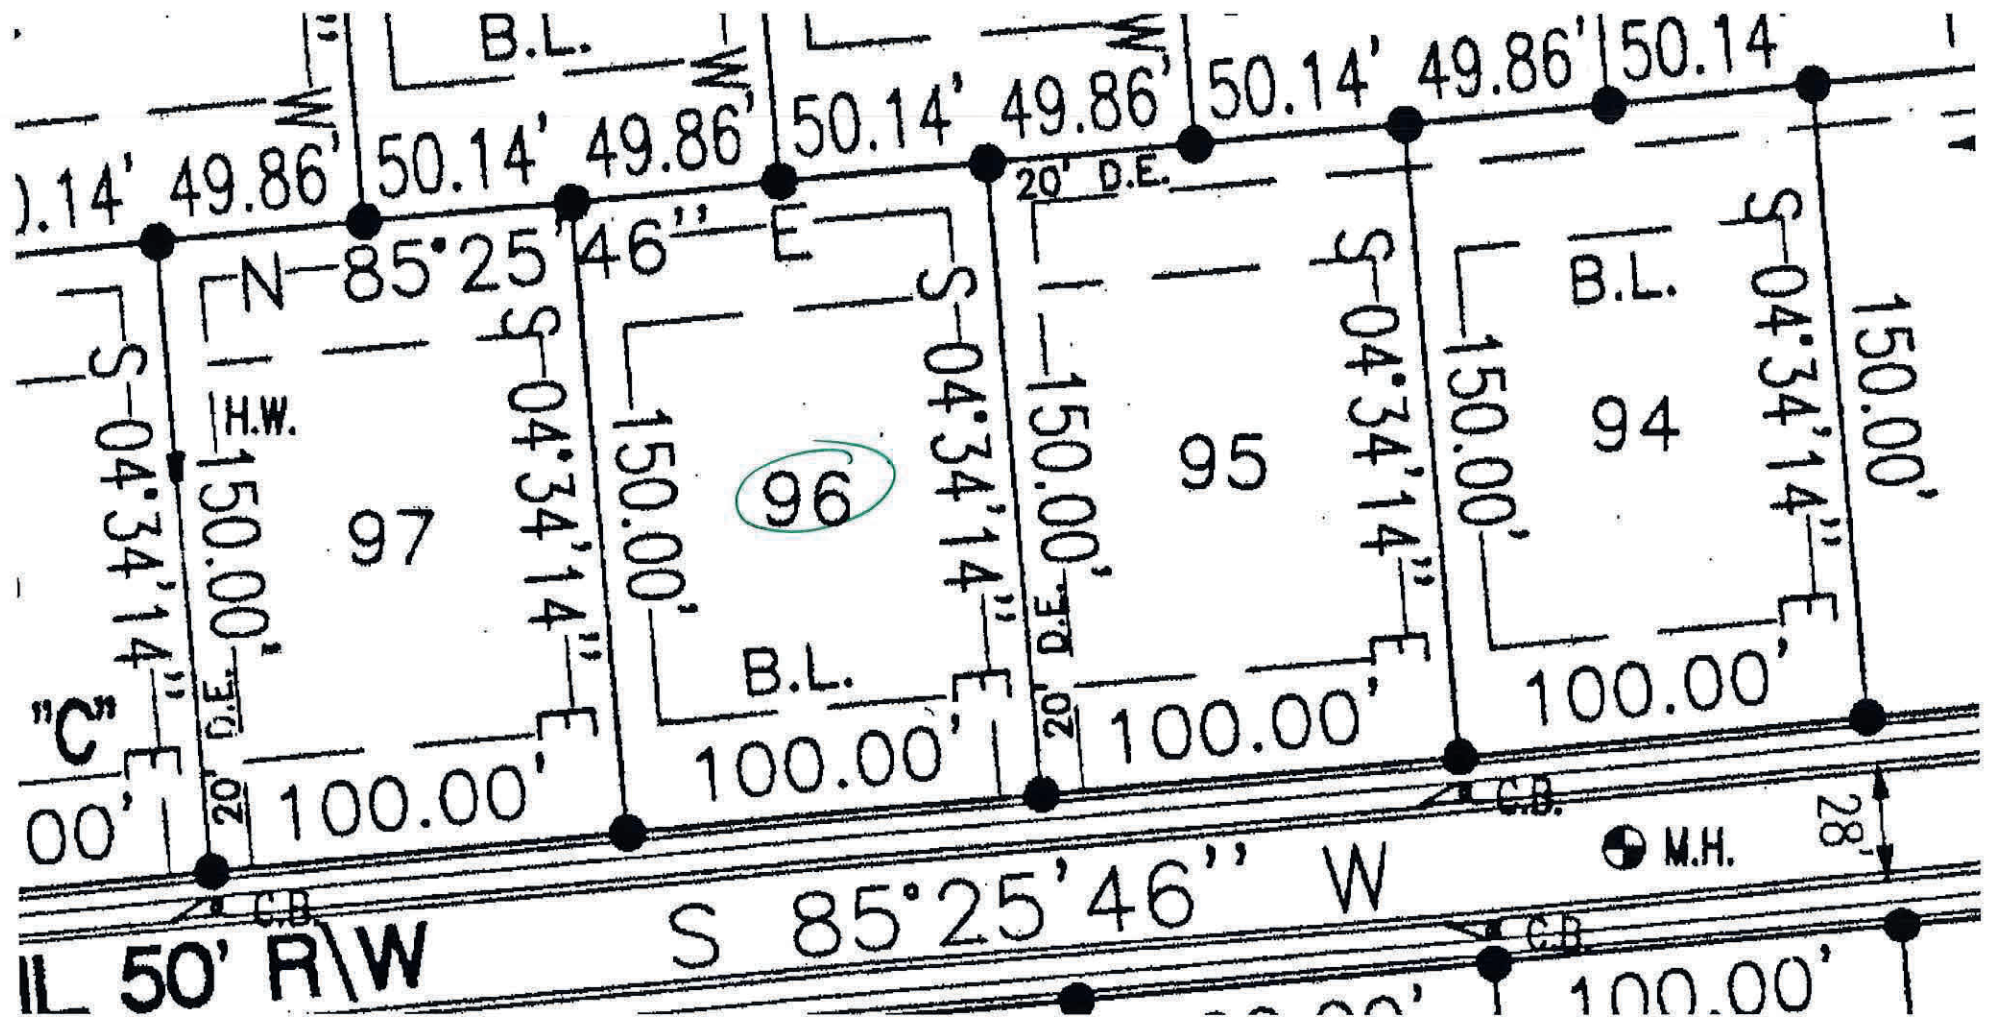 B.L.
.14' 49.86' 50.14' 49.86' 50.14' 49.86' 50.14' 49.86' 50.14'
20' D.E.
N 85°25'46" E
S 04°34'14" E
150.00'
S 04°34'14" E
150.00'
S 04°34'14" E
150.00'
S 04°34'14" E
150.00'
S 04°34'14" E
150.00'
H.W.
97
96
95
94
B.L.
B.L.
D.E.
20'
D.E.
20'
"C"
00' 100.00' 100.00' 100.00' 100.00'
C.B.
C.B.
C.B.
M.H.
28'
S 85°25'46" W
50' R\W
100.00'